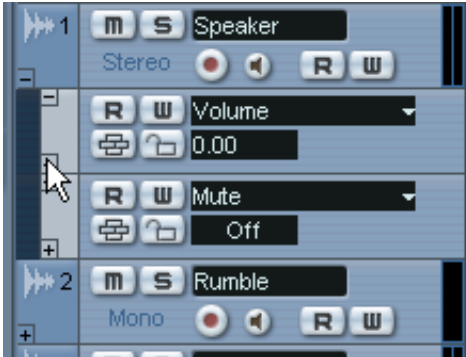 1 m S Speaker
Stereo R W
R W Volume
0.00
R W Mute
Off
2 m S Rumble
Mono R W